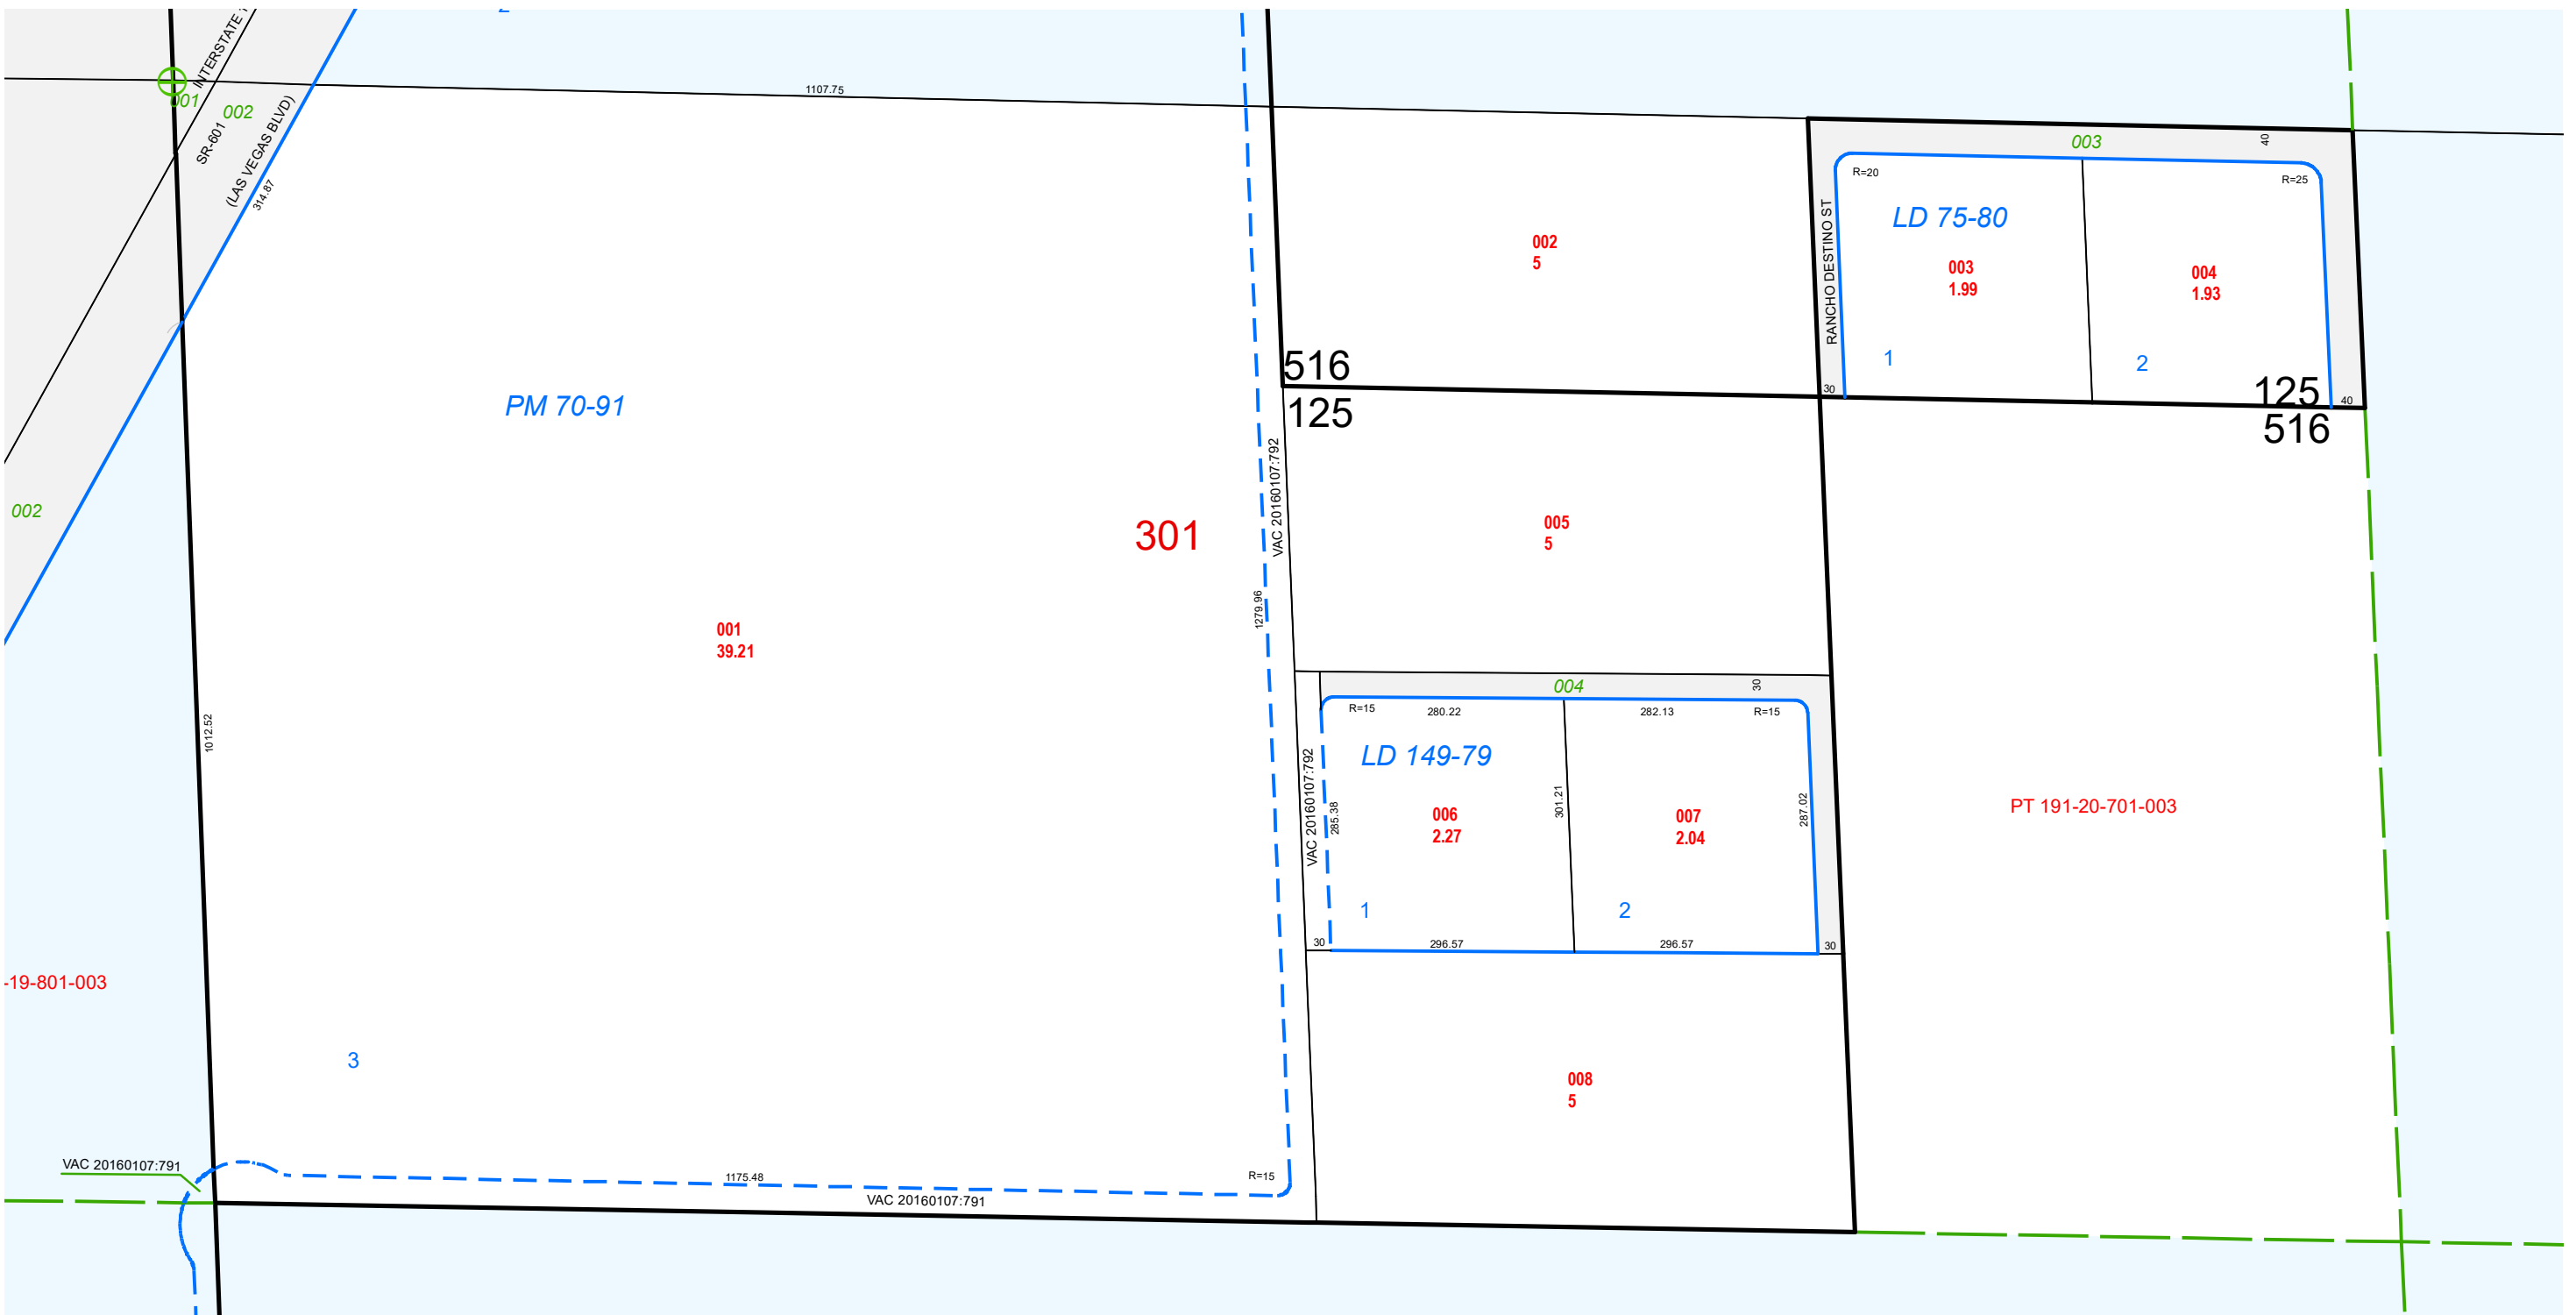 INTERSTATE
001
002
SR-601
(LAS VEGAS BLVD)
314.87
1107.75
003
40
R=20
R=25
LD 75-80
RANCHO DESTINO ST
003
1.99
004
1.93
1
2
30
40
002
5
516
125
125
516
PM 70-91
002
301
VAC 20160107:792
1279.96
005
5
001
39.21
1012.52
004
30
R=15
280.22
282.13
R=15
LD 149-79
VAC 20160107:792
285.38
301.21
287.02
006
2.27
007
2.04
1
2
30
296.57
296.57
30
PT 191-20-701-003
-19-801-003
3
008
5
VAC 20160107:791
1175.48
R=15
VAC 20160107:791